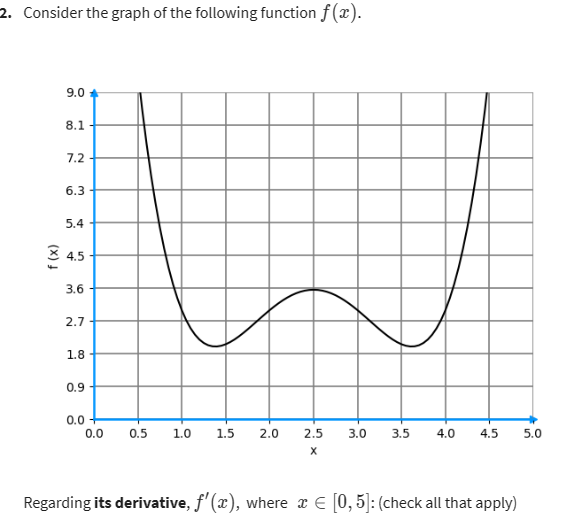 2. Consider the graph of the following function f(x).
9.0
8.1
7.2
6.3
5.4
4.5
3.6
2.7
1.8
0.9
0.0
f (x)
0.0 0.5 1.0 1.5 2.0 2.5 3.0 3.5 4.0 4.5 5.0
x
Regarding its derivative, f′(x), where x ∈ [0, 5]: (check all that apply)